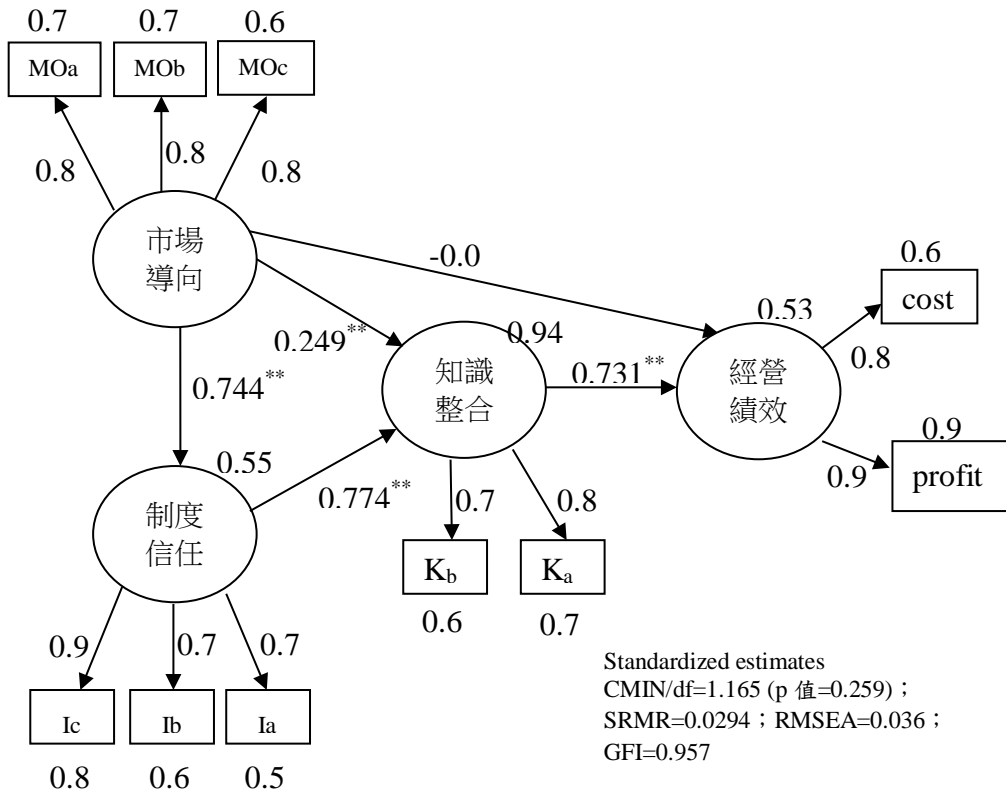 0.7 0.7 0.6
MOa MOb MOc
0.8 0.8 0.8
市場
導向
-0.0
0.6
cost
0.53
0.8
0.249**
0.94
0.744**
知識
整合
0.731**
經營
績效
0.9
profit
0.9
0.55
0.774**
制度
信任
0.7 0.8
Kb Ka
0.6 0.7
0.9 0.7 0.7
Ic Ib Ia
0.8 0.6 0.5
Standardized estimates
CMIN/df=1.165 (p 值=0.259)；
SRMR=0.0294；RMSEA=0.036；
GFI=0.957